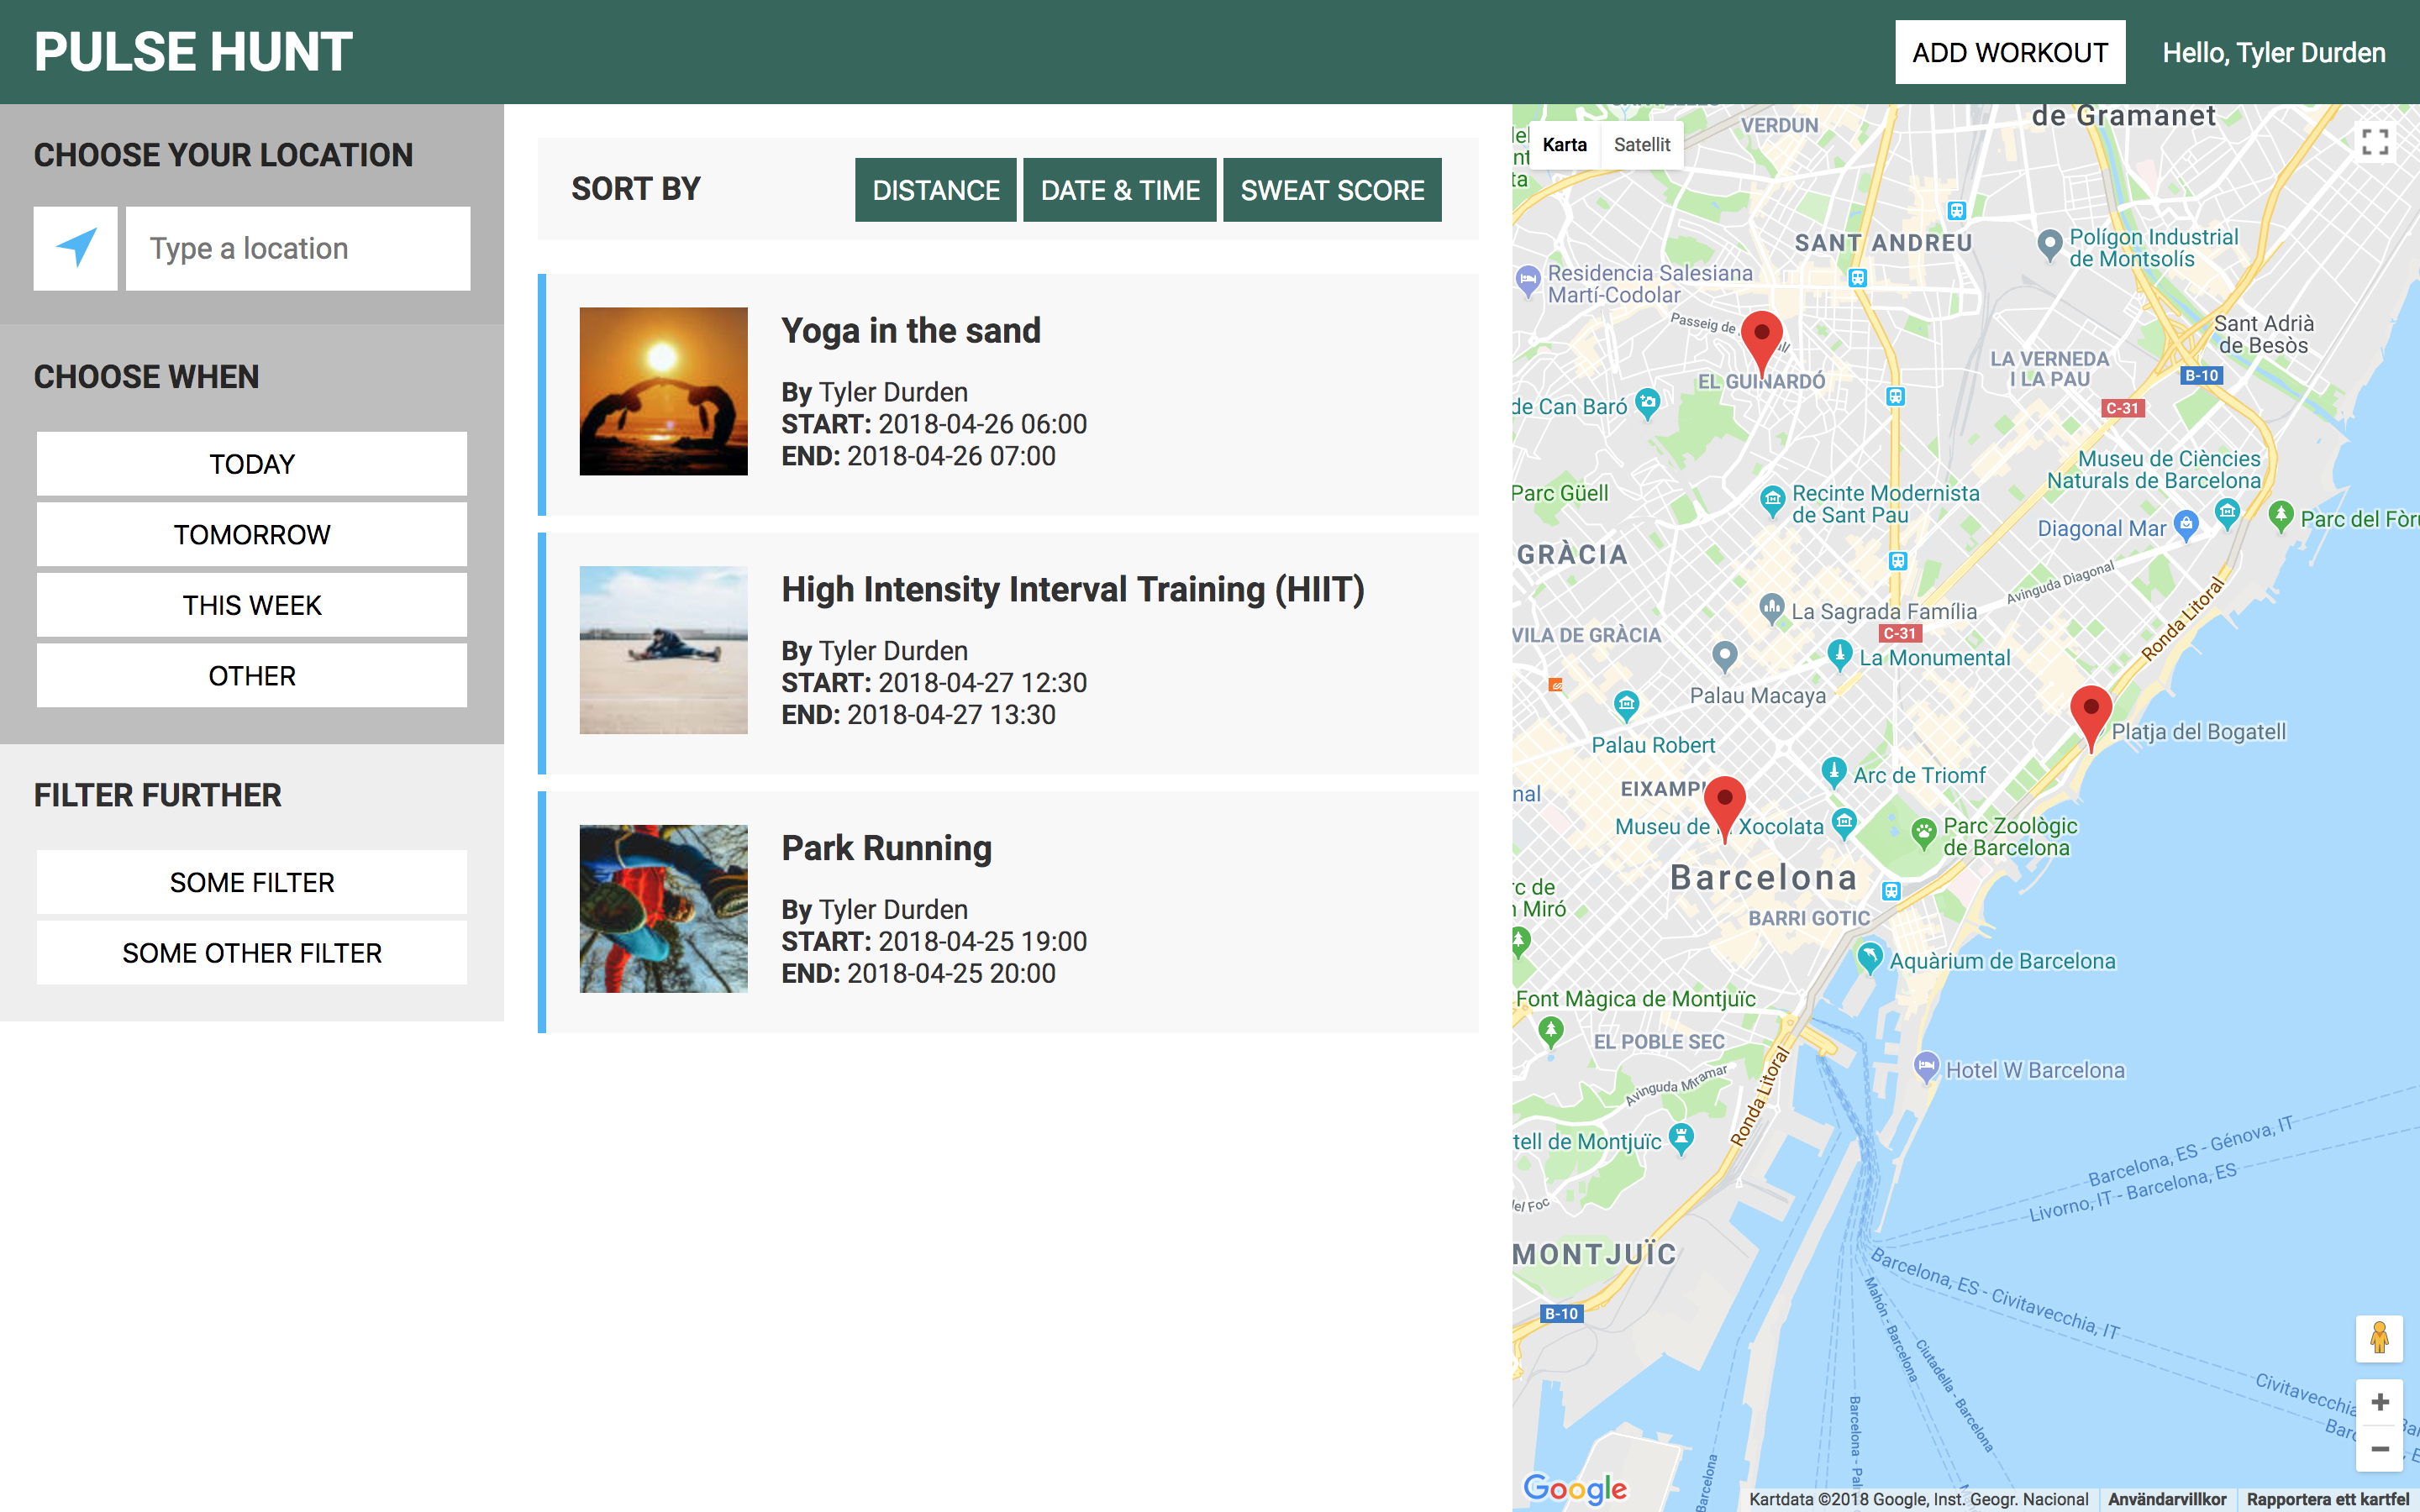 PULSE HUNT
ADD WORKOUT
Hello, Tyler Durden
CHOOSE YOUR LOCATION
Type a location
CHOOSE WHEN
TODAY
TOMORROW
THIS WEEK
OTHER
FILTER FURTHER
SOME FILTER
SOME OTHER FILTER
SORT BY
DISTANCE
DATE & TIME
SWEAT SCORE
Yoga in the sand
By Tyler Durden
START: 2018-04-26 06:00
END: 2018-04-26 07:00
High Intensity Interval Training (HIIT)
By Tyler Durden
START: 2018-04-27 12:30
END: 2018-04-27 13:30
Park Running
By Tyler Durden
START: 2018-04-25 19:00
END: 2018-04-25 20:00
de Gramanet
VERDUN
Karta
Satellit
SANT ANDREU
Polígon Industrial
de Montsolís
Residencia Salesiana
Martí-Codolar
Passeig de
Sant Adrià
de Besòs
LA VERNEDA
I LA PAU
B-10
EL GUINARDÓ
C-31
de Can Baró
Museu de Ciències
Naturals de Barcelona
Parc Güell
Recinte Modernista
de Sant Pau
Diagonal Mar
Parc del
GRÀCIA
Avinguda Diagonal
Ronda Litoral
La Sagrada Família
C-31
VILA DE GRÀCIA
La Monumental
Palau Macaya
Platja del Bogatell
Palau Robert
Arc de Triomf
Museu de
Xocolata
Parc Zoològic
de Barcelona
Barcelona
BARRI GOTIC
Miró
Aquàrium de Barcelona
Font Màgica de Montjuïc
EL POBLE SEC
Hotel W Barcelona
Avinguda Miramar
Ronda Litoral
de Montjuïc
Barcelona, ES - Génova, IT
Livorno, IT - Barcelona, ES
MONTJUÏC
Barcelona, ES - Civitavecchia, IT
B-10
Mahón - Barcelona
Ciutadella - Barcelona
Civitavecchia
Barcelona
Google
Kartdata ©2018 Google, Inst. Geogr. Nacional
Användarvillkor
Rapportera ett kartfel